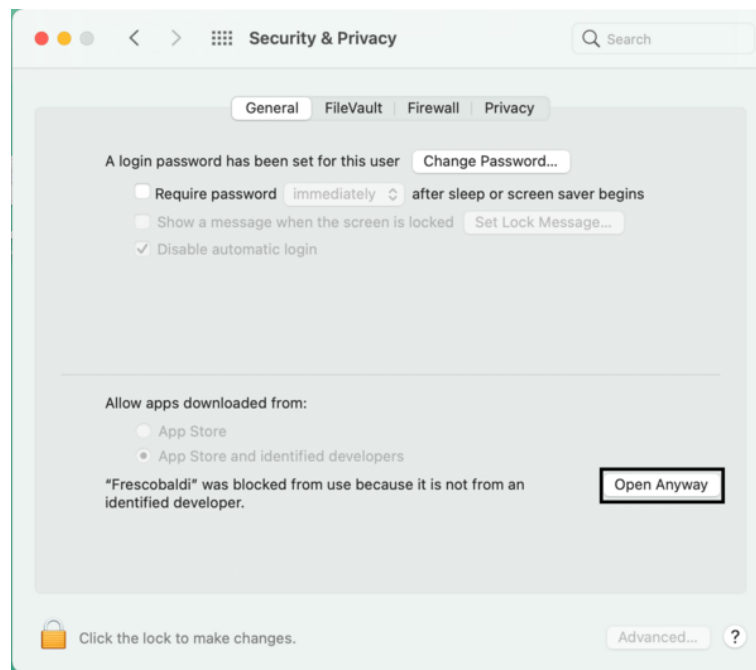 Security & Privacy
Search
General
FileVault
Firewall
Privacy
A login password has been set for this user
Change Password...
Require password
immediately
after sleep or screen saver begins
Show a message when the screen is locked
Set Lock Message...
Disable automatic login
Allow apps downloaded from:
App Store
App Store and identified developers
“Frescobaldi” was blocked from use because it is not from an
identified developer.
Open Anyway
Click the lock to make changes.
Advanced...
?